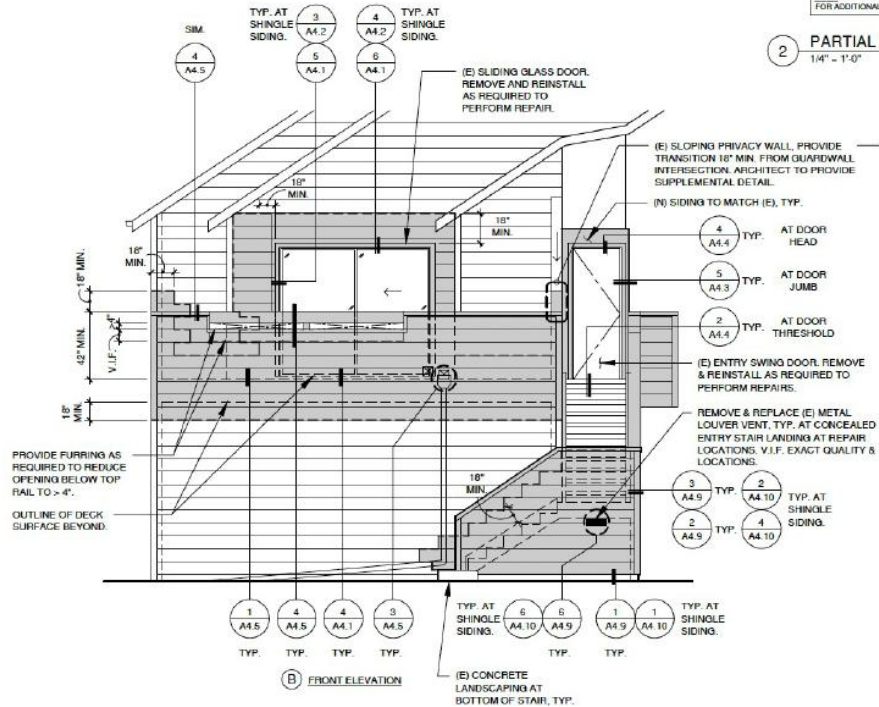 FOR ADDITIONAL
2
PARTIAL
1/4" - 1'-0"
SIM.
4
A4.5
TYP. AT
SHINGLE
SIDING.
3
A4.2
5
A4.1
4
A4.2
6
A4.1
TYP. AT
SHINGLE
SIDING.
(E) SLIDING GLASS DOOR.
REMOVE AND REINSTALL
AS REQUIRED TO
PERFORM REPAIR.
(E) SLOPING PRIVACY WALL, PROVIDE
TRANSITION 18" MIN. FROM GUARDWALL
INTERSECTION. ARCHITECT TO PROVIDE
SUPPLEMENTAL DETAIL.
(N) SIDING TO MATCH (E), TYP.
18"
MIN.
18"
MIN.
18"
MIN.
18" MIN.
4"
V.I.F.
42" MIN.
18"
MIN.
4
A4.4
TYP.
AT DOOR
HEAD
5
A4.3
TYP.
AT DOOR
JUMB
2
A4.4
TYP.
AT DOOR
THRESHOLD
(E) ENTRY SWING DOOR. REMOVE
& REINSTALL AS REQUIRED TO
PERFORM REPAIRS.
REMOVE & REPLACE (E) METAL
LOUVER VENT, TYP. AT CONCEALED
ENTRY STAIR LANDING AT REPAIR
LOCATIONS. V.I.F. EXACT QUALITY &
LOCATIONS.
PROVIDE FURRING AS
REQUIRED TO REDUCE
OPENING BELOW TOP
RAIL TO > 4".
OUTLINE OF DECK
SURFACE BEYOND.
18"
MIN.
3
A4.9
TYP.
2
A4.10
2
A4.9
TYP.
4
A4.10
TYP. AT
SHINGLE
SIDING.
1
A4.5
TYP.
4
A4.5
TYP.
4
A4.1
TYP.
3
A4.5
TYP.
TYP. AT
SHINGLE
SIDING.
6
A4.10
6
A4.9
TYP.
1
A4.9
TYP.
1
A4.10
TYP. AT
SHINGLE
SIDING.
B FRONT ELEVATION
(E) CONCRETE
LANDSCAPING AT
BOTTOM OF STAIR, TYP.